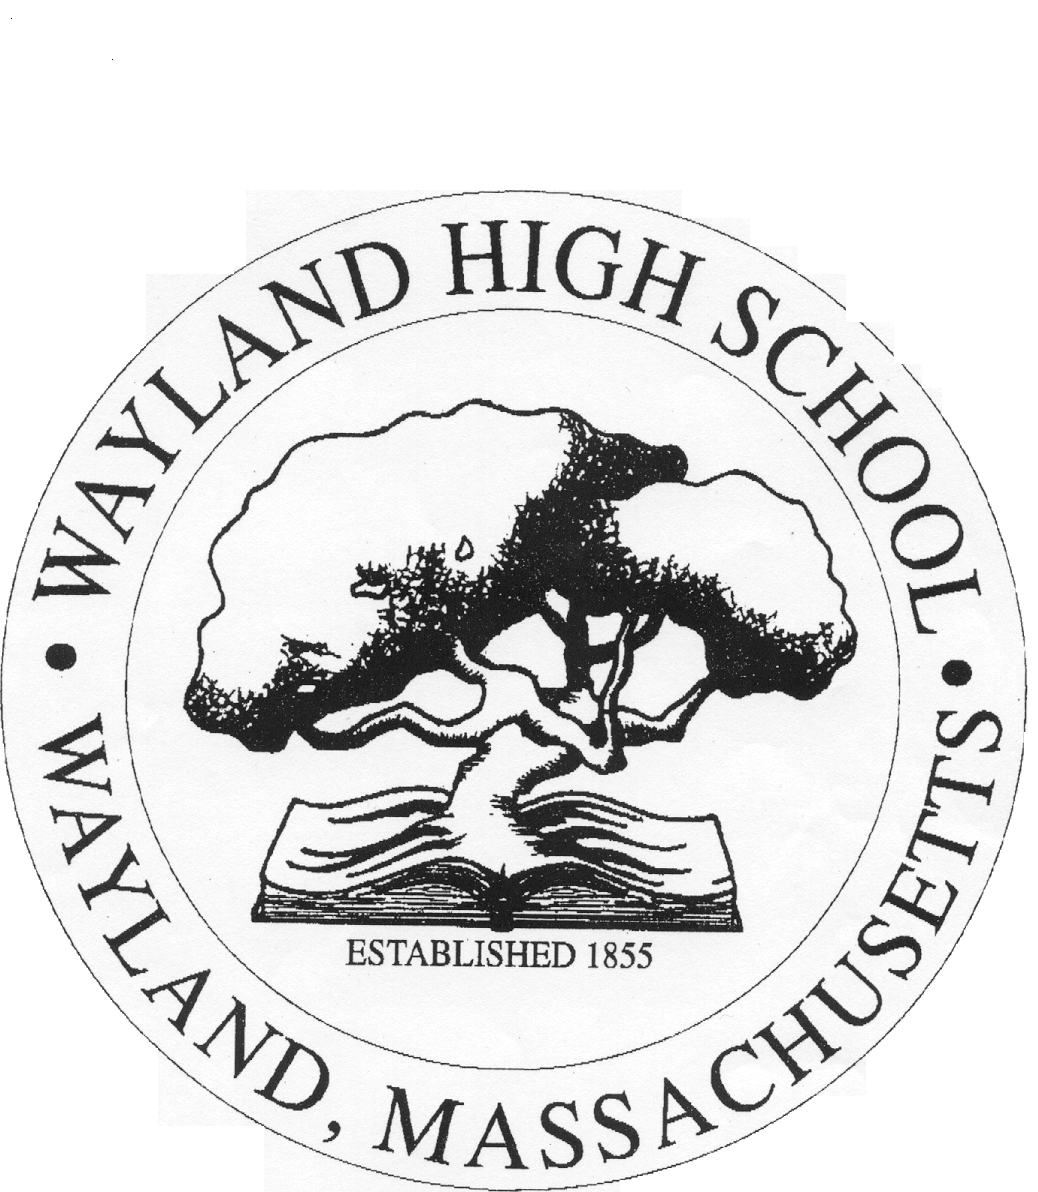 WAYLAND HIGH SCHOOL
ESTABLISHED 1855
• WAYLAND, MASSACHUSETTS •